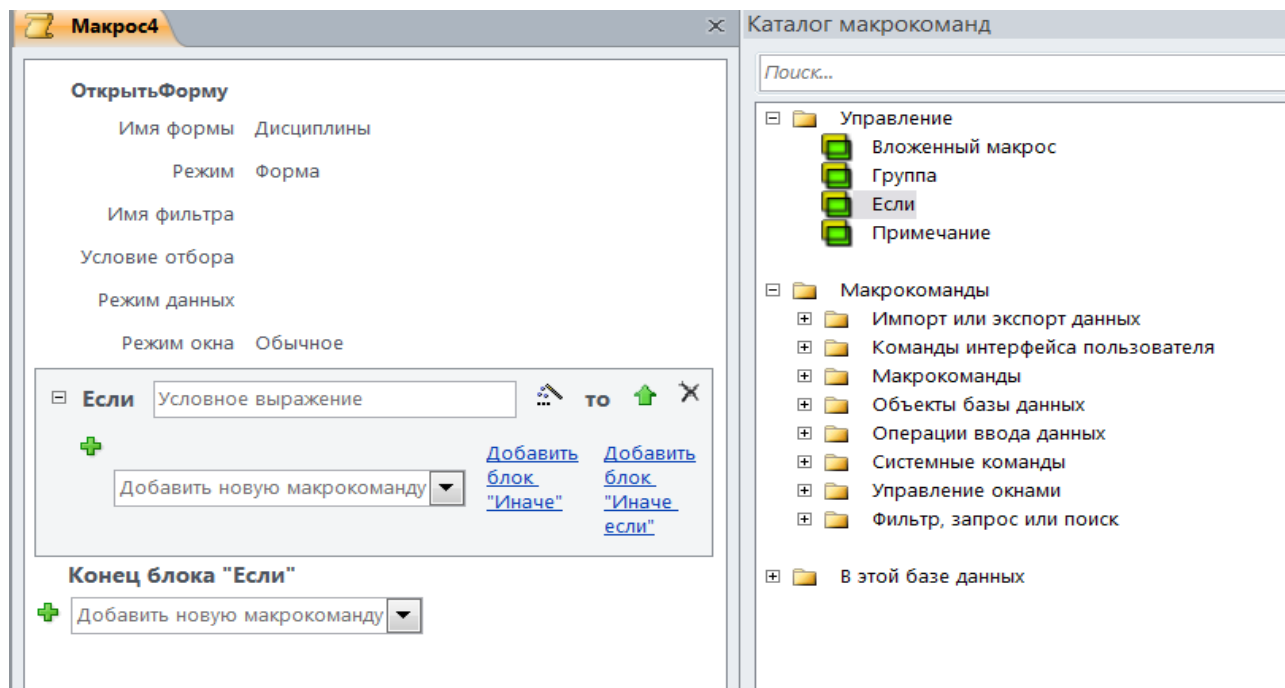 Макрос4
ОткрытьФорму
Имя формы Дисциплины
Режим Форма
Имя фильтра
Условие отбора
Режим данных
Режим окна Обычное
Если Условное выражение то
Добавить новую макрокоманду
Добавить
блок
"Иначе"
Добавить
блок
"Иначе
если"
Конец блока "Если"
Добавить новую макрокоманду
Каталог макрокоманд
Поиск...
Управление
Вложенный макрос
Группа
Если
Примечание
Макрокоманды
Импорт или экспорт данных
Команды интерфейса пользователя
Макрокоманды
Объекты базы данных
Операции ввода данных
Системные команды
Управление окнами
Фильтр, запрос или поиск
В этой базе данных